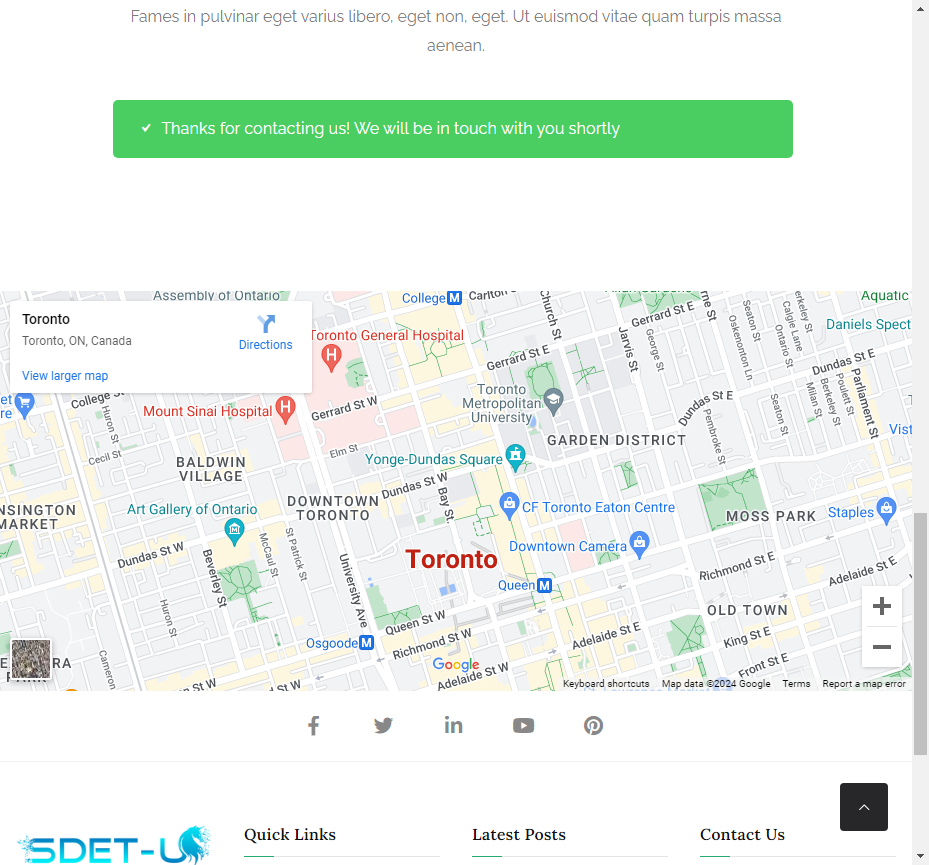 Fames in pulvinar eget varius libero, eget non, eget. Ut euismod vitae quam turpis massa
aenean.
Thanks for contacting us! We will be in touch with you shortly
Assembly of Ontario
College M
Carlton
Church St
Gerrard St E
Aquatic
Toronto
Toronto, ON, Canada
Directions
View larger map
Toronto General Hospital
Jarvis St
George St
Seaton St
Oskenonton Ln
Berkeley St
Calgie Lane
Ontario St
Daniels Spect
Gerrard St E
Dundas St E
Parliament St
Poulett St
Berkeley St
Milan St
Seaton St
Toronto
Metropolitan
University
Dundas St E
Pembroke St
College St
Huron St
Mount Sinai Hospital
Gerrard St W
Elm St
Cecil St
BALDWIN
VILLAGE
Yonge-Dundas Square
GARDEN DISTRICT
Vist
Dundas St W
Bay St
DOWNTOWN
TORONTO
Art Gallery of Ontario
CF Toronto Eaton Centre
MOSS PARK
Staples
NSINGTON
MARKET
Dundas St W
Beverley St
McCaul St
St Patrick St
University Ave
Toronto
Downtown Camera
Queen M
Richmond St E
Adelaide St E
Huron St
OLD TOWN
Osgoode M
Queen St W
Richmond St W
Adelaide St W
Adelaide St E
King St E
Front St E
Cameron
Google
Keyboard shortcuts Map data ©2024 Google Terms Report a map error
SDET-U
Quick Links
Latest Posts
Contact Us